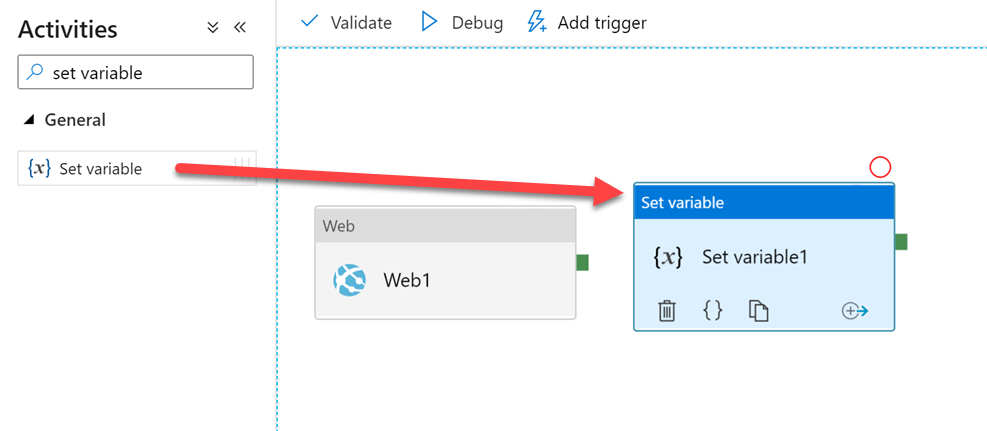 Activities
set variable
General
{x} Set variable
Validate
Debug
Add trigger
Web
Web1
Set variable
{x} Set variable1
{}